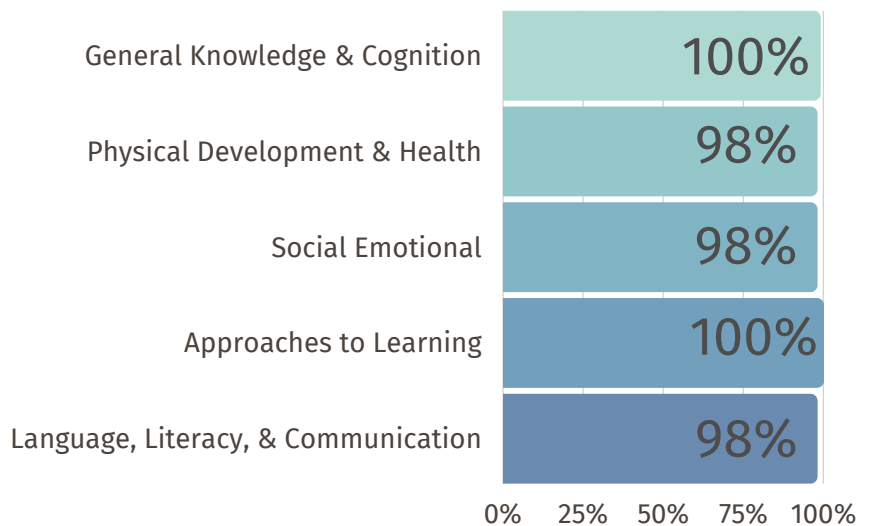 General Knowledge & Cognition 100%
Physical Development & Health 98%
Social Emotional 98%
Approaches to Learning 100%
Language, Literacy, & Communication 98%
0% 25% 50% 75% 100%